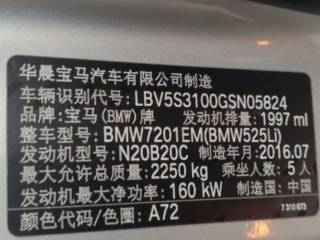 华晨宝马汽车有限公司制造
车辆识别代号: LBV5S3100GSN05824
品牌: 宝马(BMW)牌 发动机排量: 1997 ml
整车型号: BMW7201EM(BMW525Li)
发动机型号: N20B20C 制造年月: 2016.07
最大允许总质量: 2250 kg 乘坐人数: 5 人
发动机最大净功率: 160 kW 制造国: 中国
颜色代码/色圈: A72 7 310 673